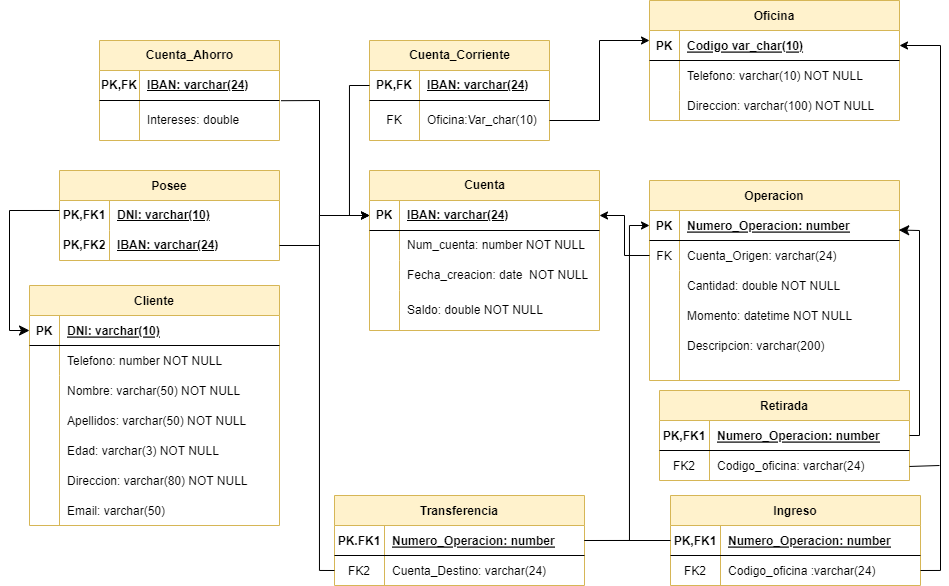 Oficina
PK Codigo var_char(10)
Telefono: varchar(10) NOT NULL
Direccion: varchar(100) NOT NULL
Cuenta_Ahorro
PK,FK IBAN: varchar(24)
Intereses: double
Cuenta_Corriente
PK,FK IBAN: varchar(24)
FK Oficina:Var_char(10)
Posee
PK,FK1 DNI: varchar(10)
PK,FK2 IBAN: varchar(24)
Cuenta
PK IBAN: varchar(24)
Num_cuenta: number NOT NULL
Fecha_creacion: date NOT NULL
Saldo: double NOT NULL
Operacion
PK Numero_Operacion: number
FK Cuenta_Origen: varchar(24)
Cantidad: double NOT NULL
Momento: datetime NOT NULL
Descripcion: varchar(200)
Cliente
PK DNI: varchar(10)
Telefono: number NOT NULL
Nombre: varchar(50) NOT NULL
Apellidos: varchar(50) NOT NULL
Edad: varchar(3) NOT NULL
Direccion: varchar(80) NOT NULL
Email: varchar(50)
Retirada
PK,FK1 Numero_Operacion: number
FK2 Codigo_oficina: varchar(24)
Transferencia
PK.FK1 Numero_Operacion: number
FK2 Cuenta_Destino: varchar(24)
Ingreso
PK,FK1 Numero_Operacion: number
FK2 Codigo_oficina :varchar(24)